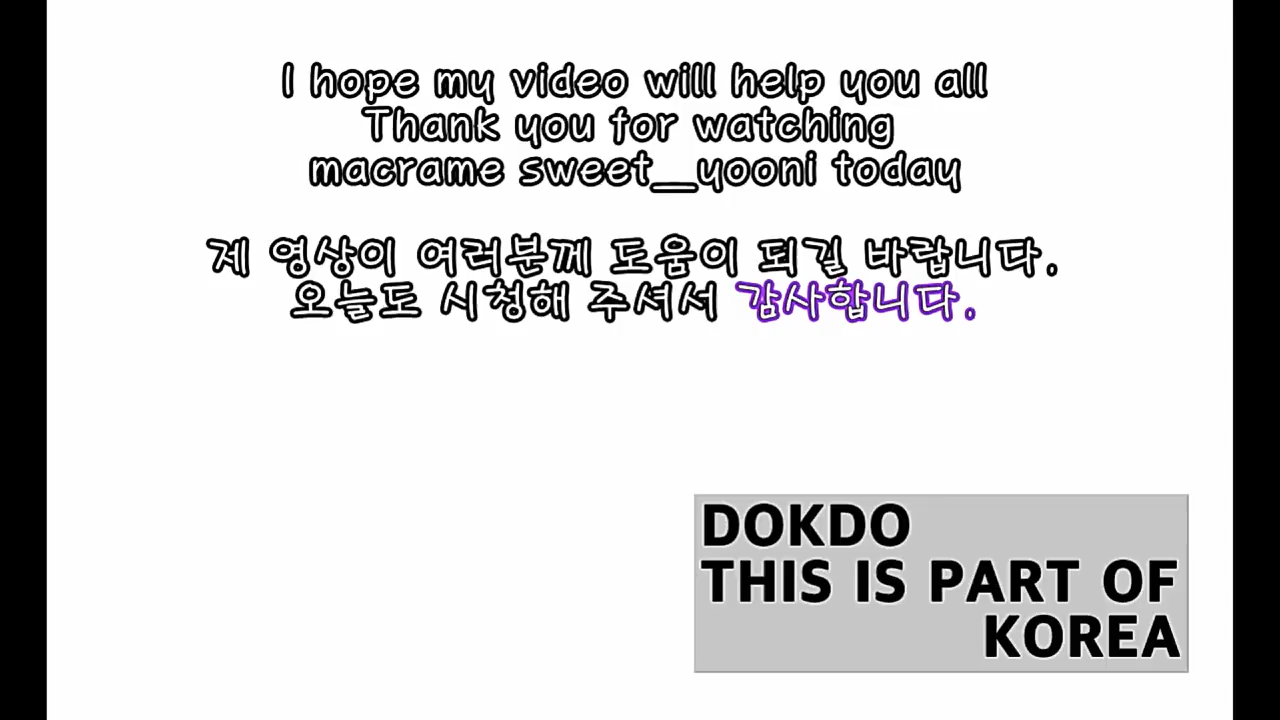 I hope my video will help you all
Thank you for watching
macrame sweet__yooni today
제 영상이 여러분께 도움이 되길 바랍니다.
오늘도 시청해 주셔서 감사합니다.
DOKDO
THIS IS PART OF
KOREA